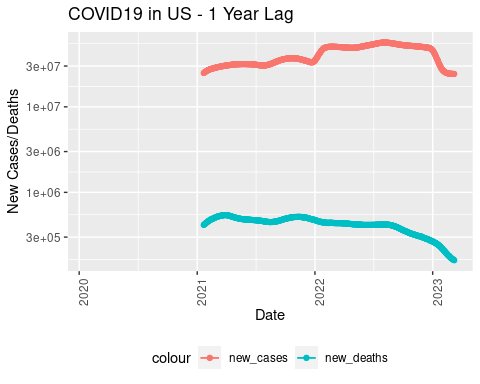 COVID19 in US - 1 Year Lag
New Cases/Deaths
3e+07
1e+07
3e+06
1e+06
3e+05
2020
2021
2022
2023
Date
colour
new_cases
new_deaths